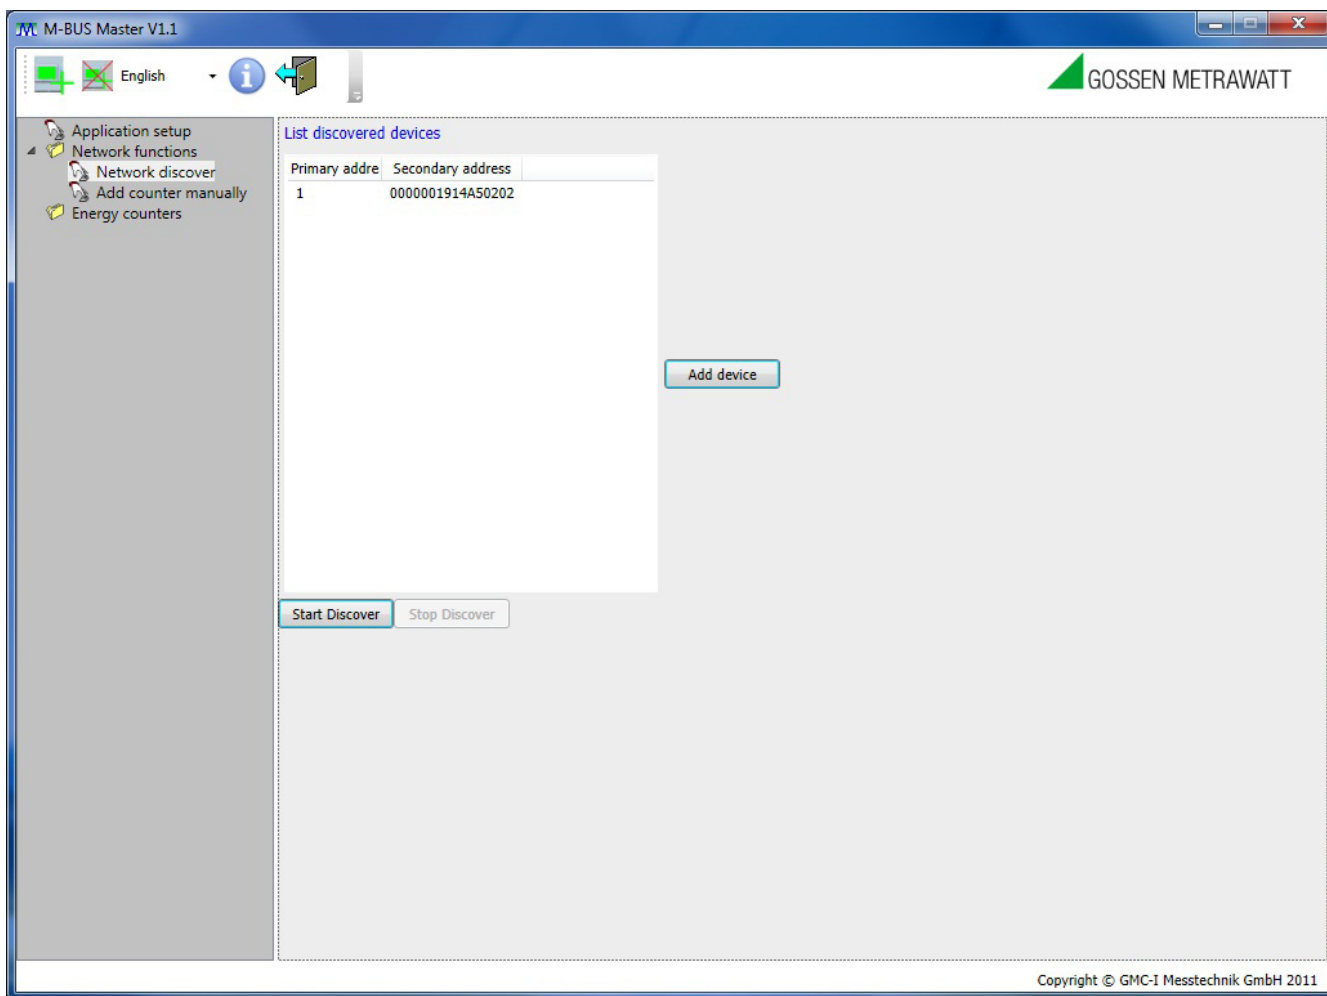 M-BUS Master V1.1
English
GOSSEN METRAWATT
Application setup
Network functions
Network discover
Add counter manually
Energy counters
List discovered devices
Primary addre Secondary address
1 0000001914A50202
Add device
Start Discover Stop Discover
Copyright © GMC-I Messtechnik GmbH 2011